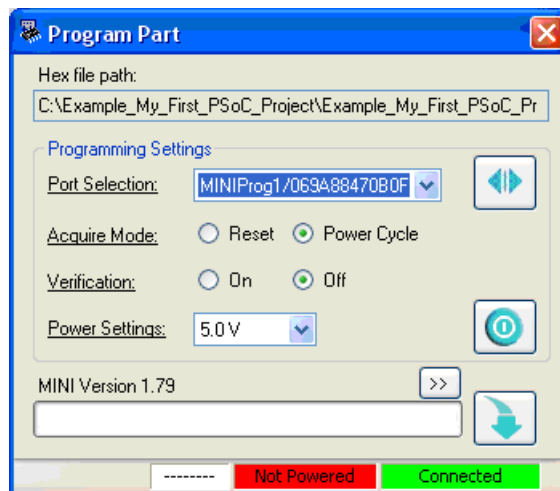 Program Part
Hex file path:
C:\Example_My_First_PSoC_Project\Example_My_First_PSoC_Pr
Programming Settings
Port Selection: MINIProg1/069A88470B0F
Acquire Mode: Reset Power Cycle
Verification: On Off
Power Settings: 5.0 V
MINI Version 1.79 >>
-------- Not Powered Connected